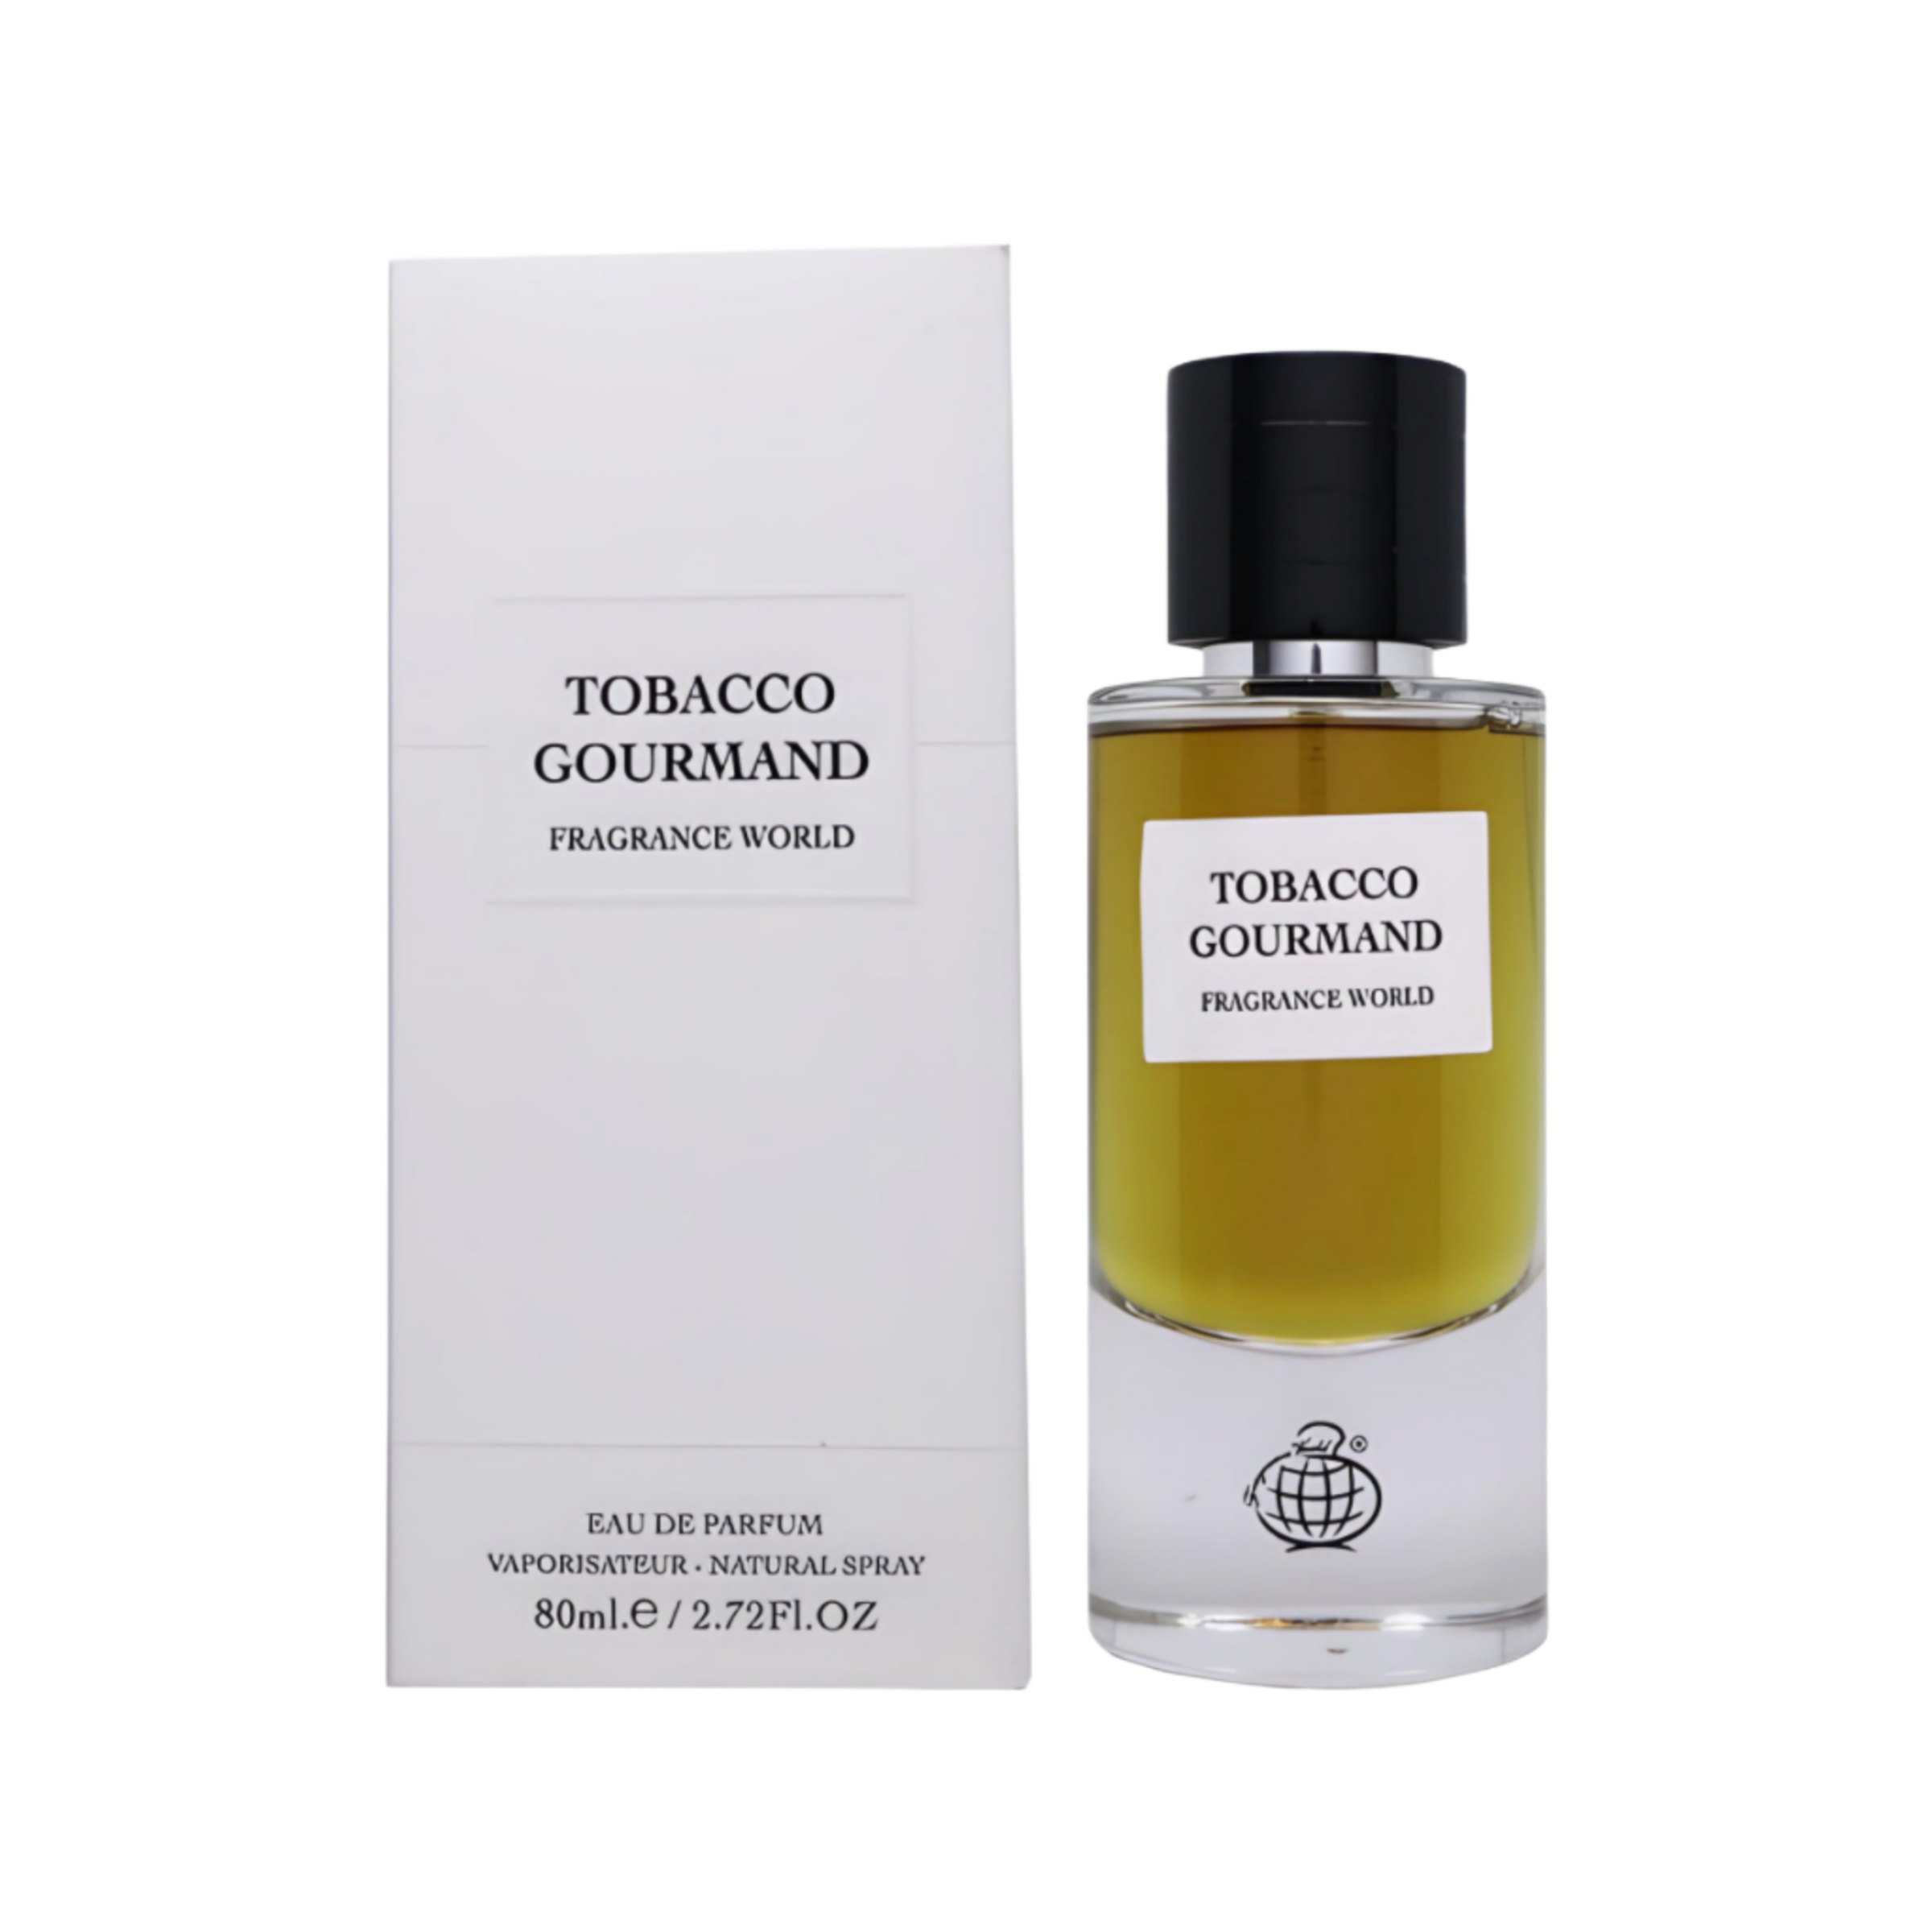 TOBACCO
GOURMAND
FRAGRANCE WORLD
EAU DE PARFUM
VAPORISATEUR · NATURAL SPRAY
80ml.e / 2.72Fl.OZ
TOBACCO
GOURMAND
FRAGRANCE WORLD
®